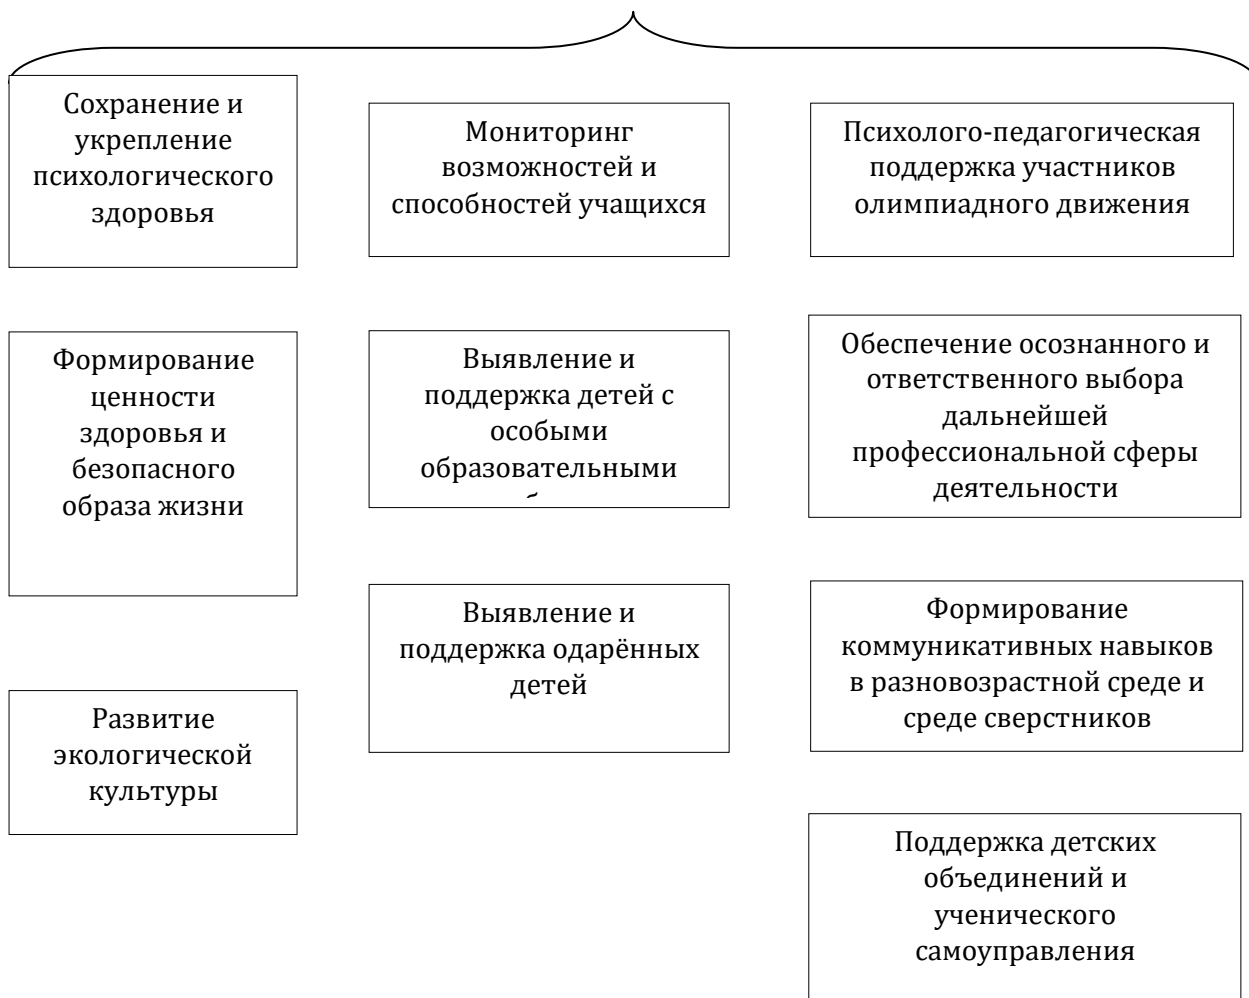 Сохранение и
укрепление
психологического
здоровья
Мониторинг
возможностей и
способностей учащихся
Психолого-педагогическая
поддержка участников
олимпиадного движения
Формирование
ценности
здоровья и
безопасного
образа жизни
Выявление и
поддержка детей с
особыми
образовательными
Обеспечение осознанного и
ответственного выбора
дальнейшей
профессиональной сферы
деятельности
Развитие
экологической
культуры
Выявление и
поддержка одарённых
детей
Формирование
коммуникативных навыков
в разновозрастной среде и
среде сверстников
Поддержка детских
объединений и
ученического
самоуправления